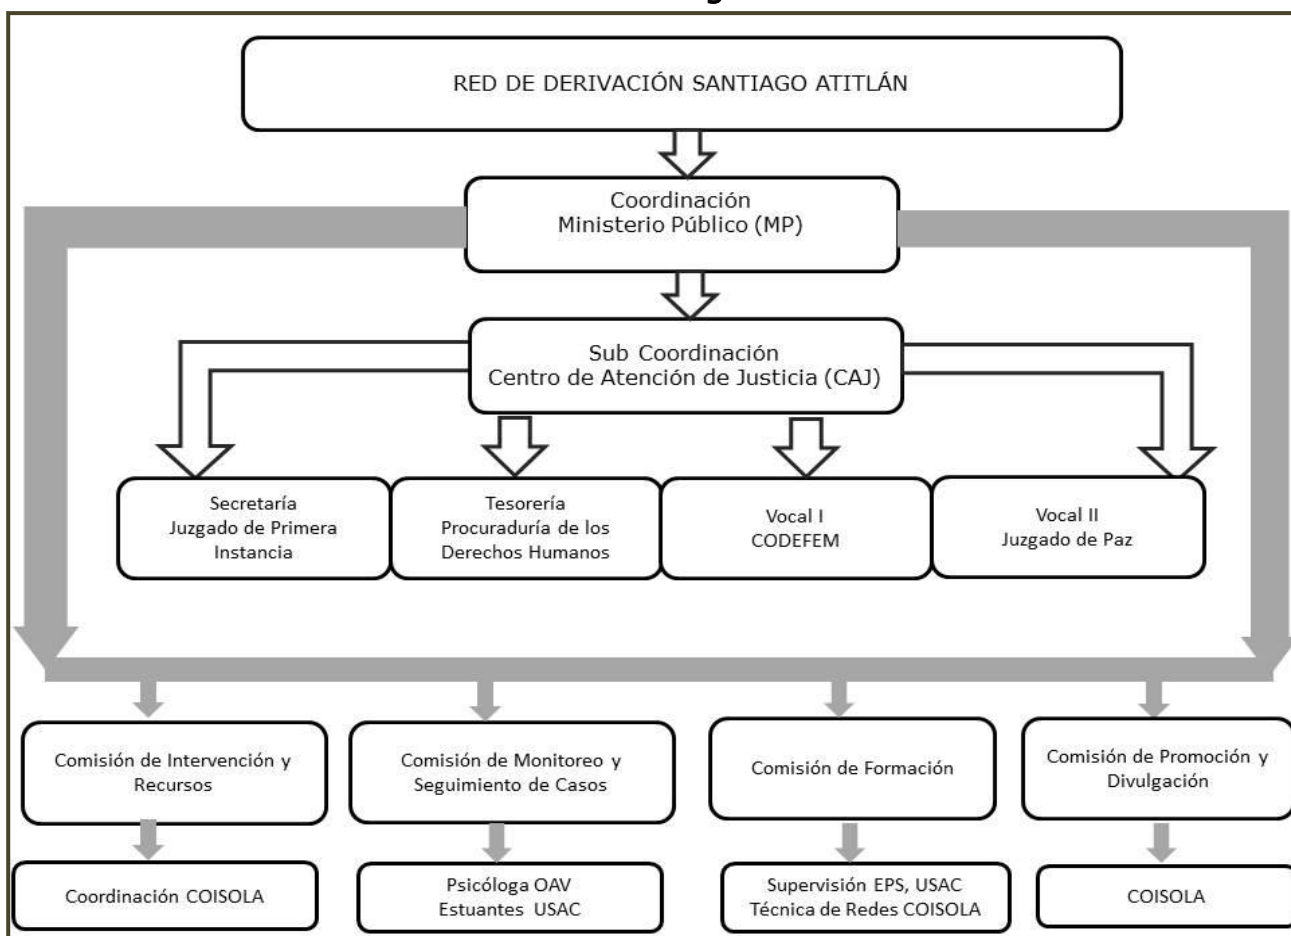 RED DE DERIVACIÓN SANTIAGO ATITLÁN
Coordinación
Ministerio Público (MP)
Sub Coordinación
Centro de Atención de Justicia (CAJ)
Secretaría
Juzgado de Primera
Instancia
Tesorería
Procuraduría de los
Derechos Humanos
Vocal I
CODEFEM
Vocal II
Juzgado de Paz
Comisión de Intervención y
Recursos
Comisión de Monitoreo y
Seguimiento de Casos
Comisión de Formación
Comisión de Promoción y
Divulgación
Coordinación COISOLA
Psicóloga OAV
Estuantes USAC
Supervisión EPS, USAC
Técnica de Redes COISOLA
COISOLA